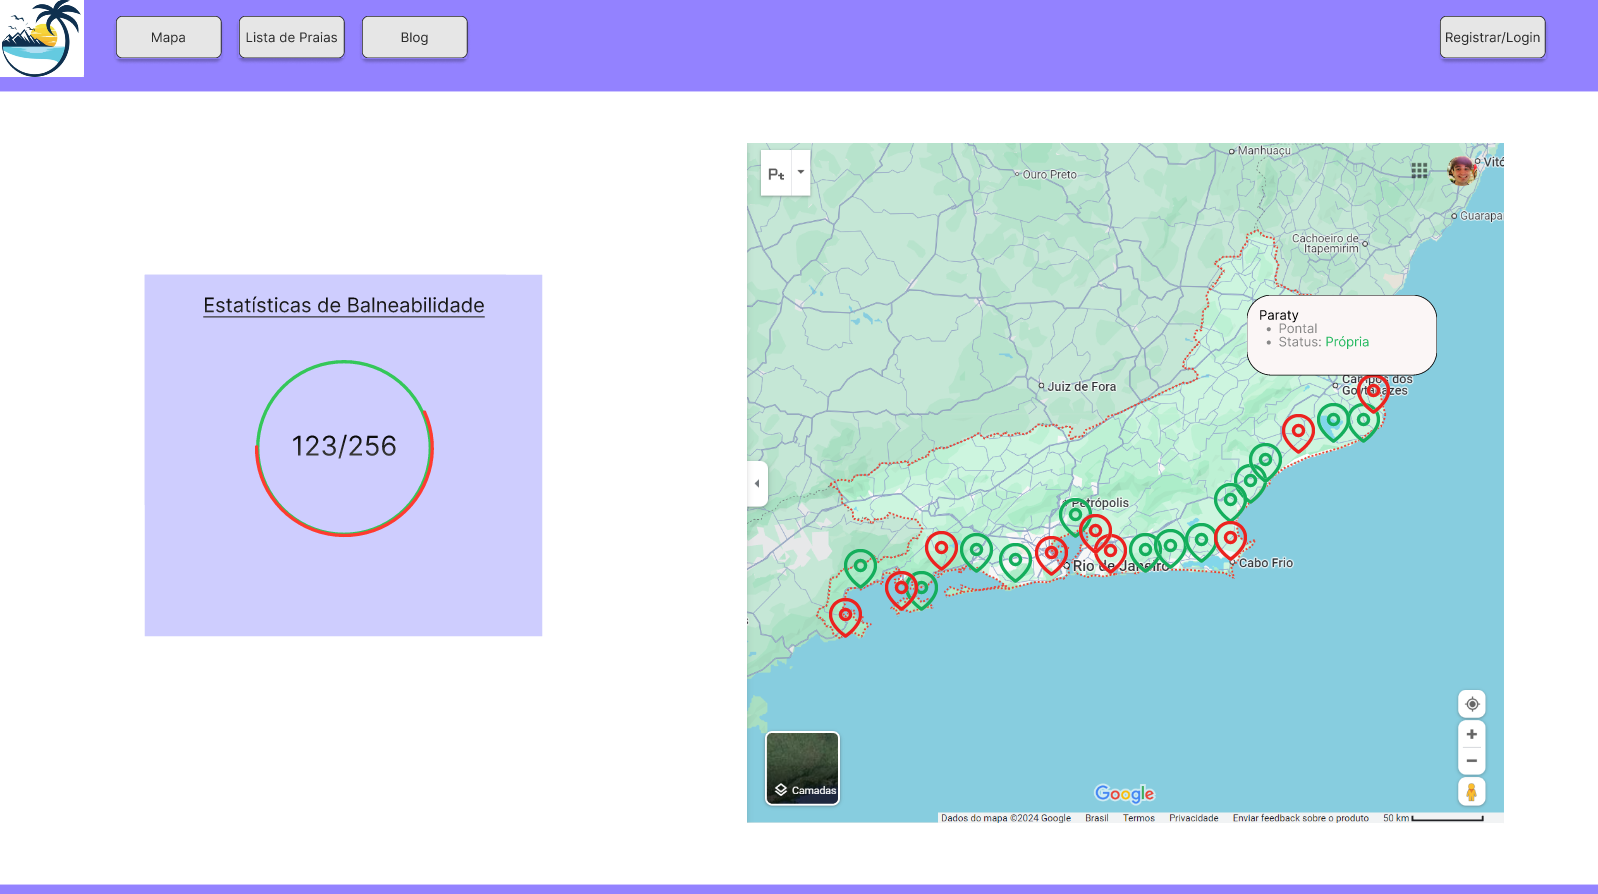 Mapa
Lista de Praias
Blog
Registrar/Login
Estatísticas de Balneabilidade
123/256
Manhuaçu
Ouro Preto
Vitó
Guarapa
Cachoeiro de
Itapemirim
Paraty
Pontal
Status: Própria
Juiz de Fora
Campos dos
Goytacazes
Petrópolis
Rio de Janeiro
Cabo Frio
Camadas
Google
Dados do mapa ©2024 Google Brasil Termos Privacidade Enviar feedback sobre o produto 50 km